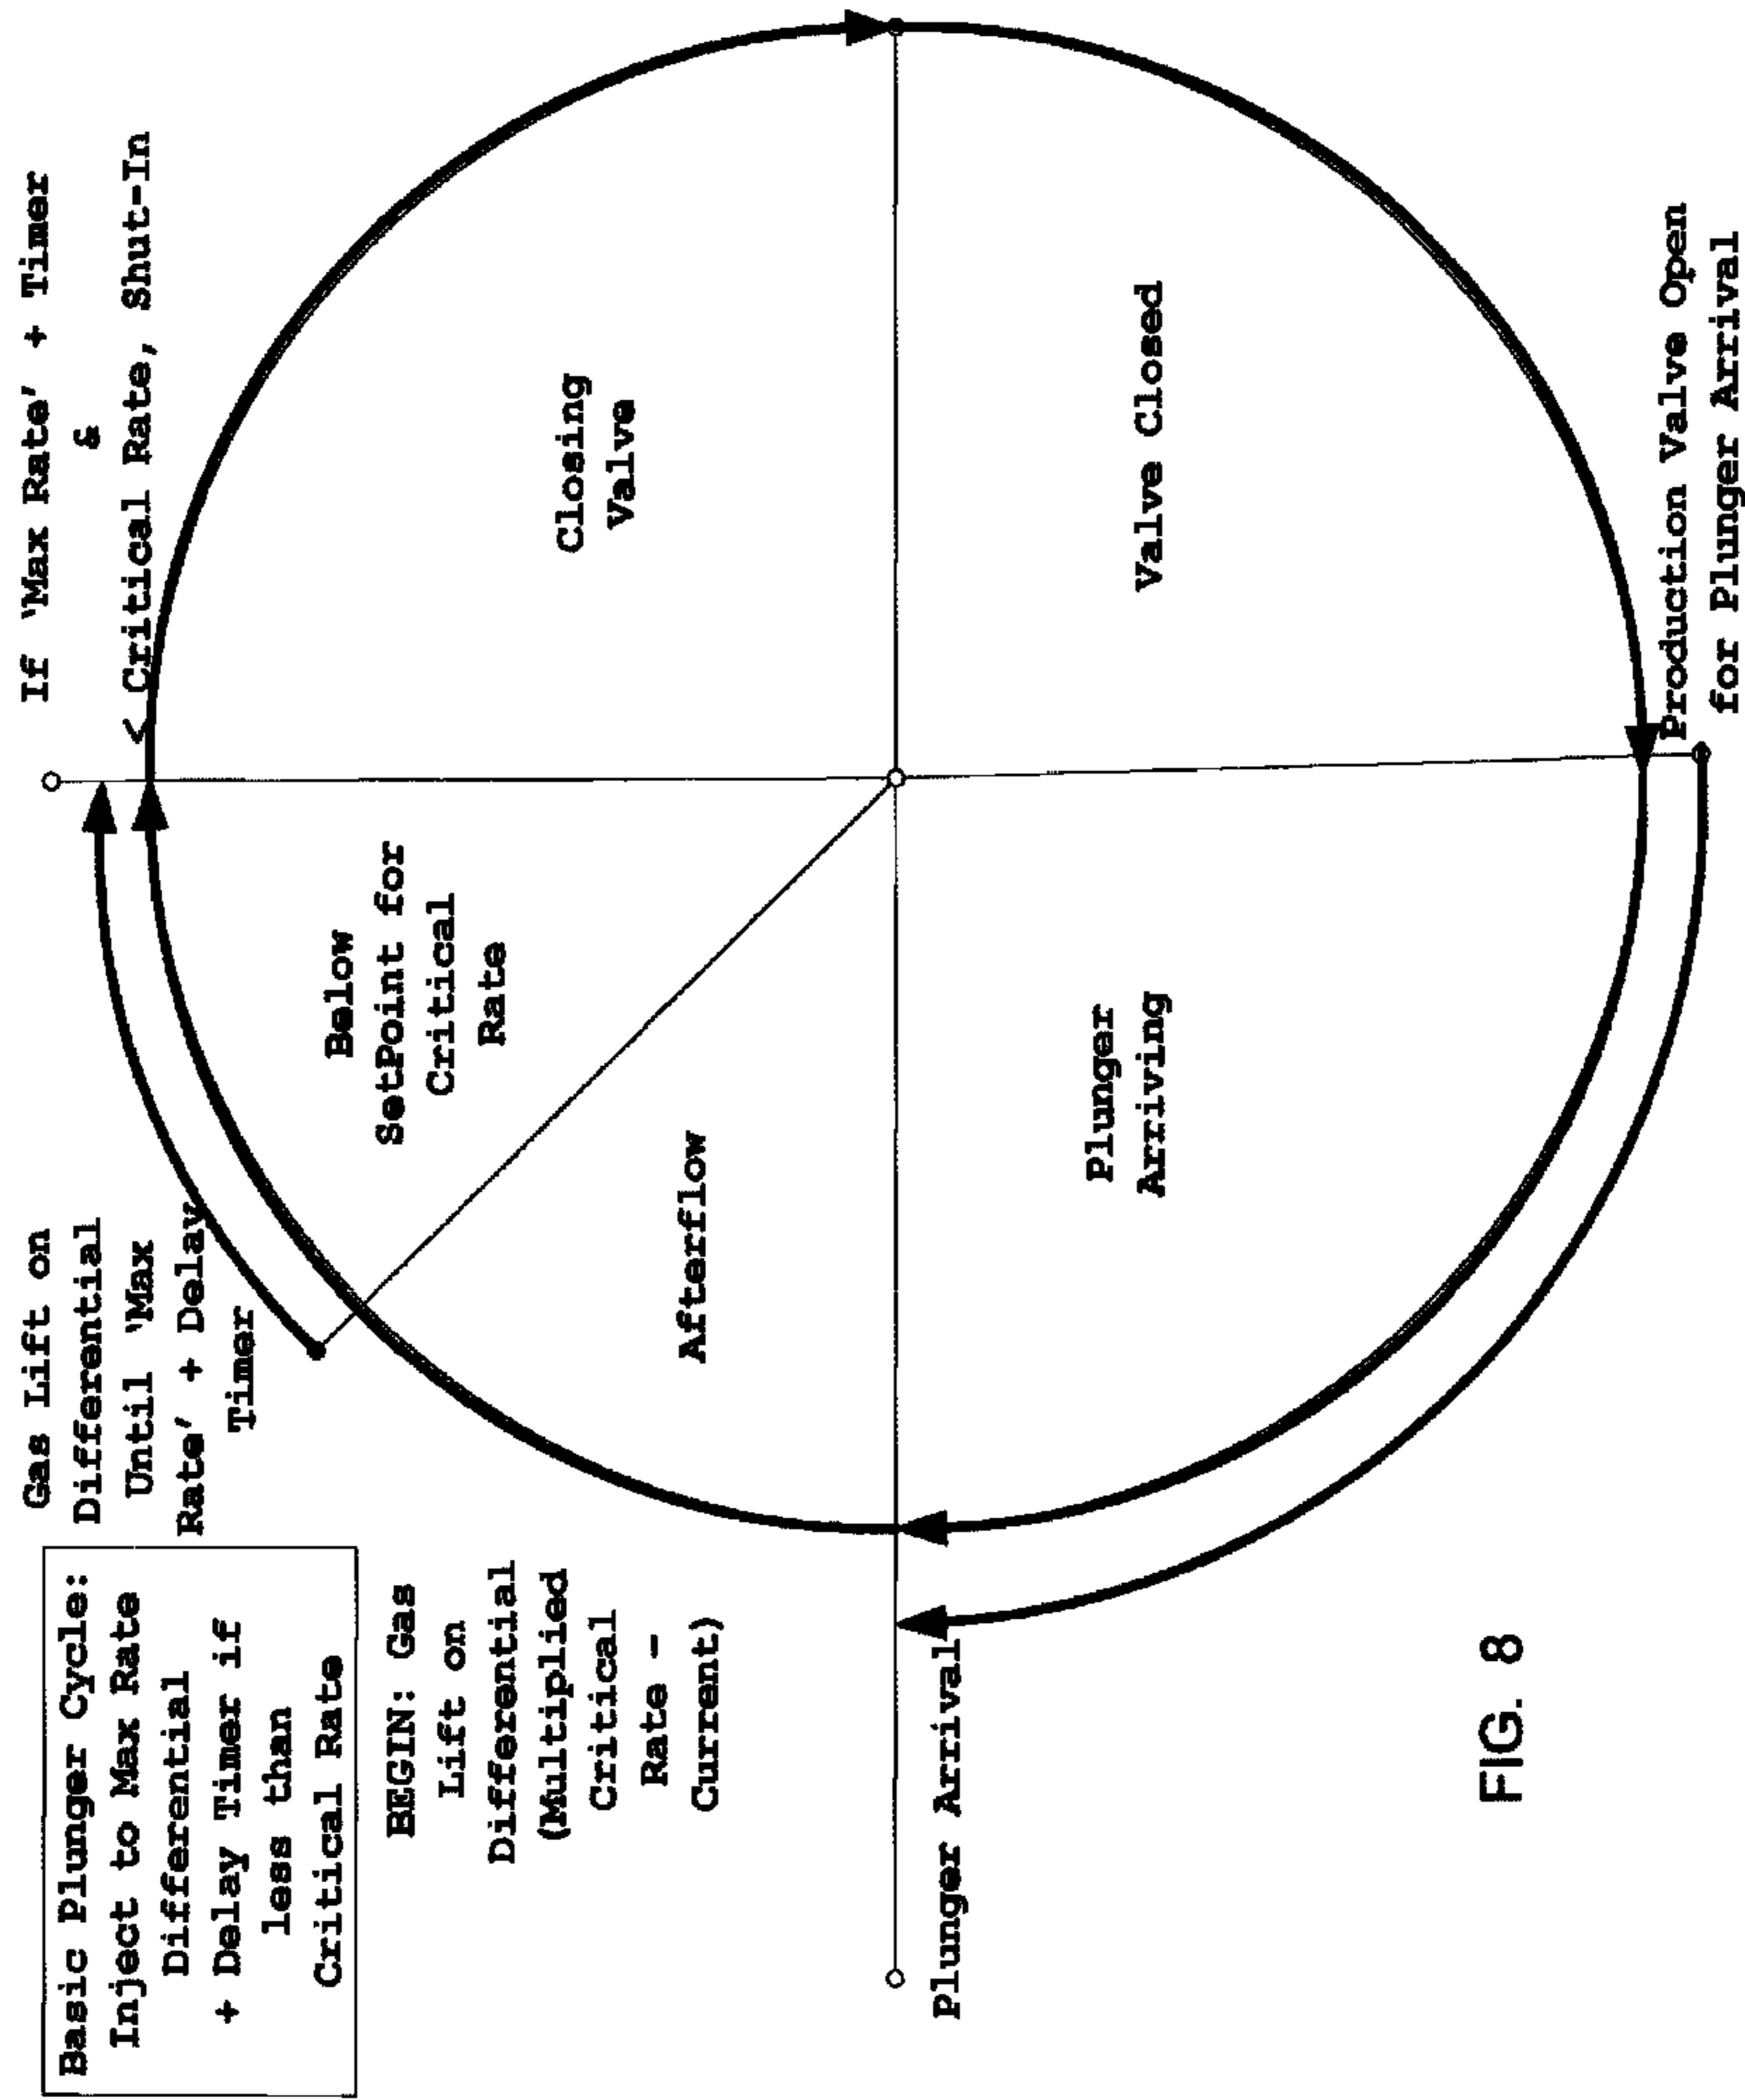 Basic Plunger Cycle:
Inject to Max Rate
Differential
+ Delay Timer if
less than
Critical Rate
Gas Lift on
Differential
Until 'Max
Rate' + Delay
Timer
If 'Max Rate' + Timer
&
< Critical Rate, Shut-In
BEGIN: Gas
Lift on
Differential
(Multiplied
Critical
Rate -
Current)
Below
SetPoint for
Critical
Rate
Closing
Valve
Afterflow
Plunger Arrival
Plunger
Arriving
Valve Closed
Production Valve Open
for Plunger Arrival
FIG. 8